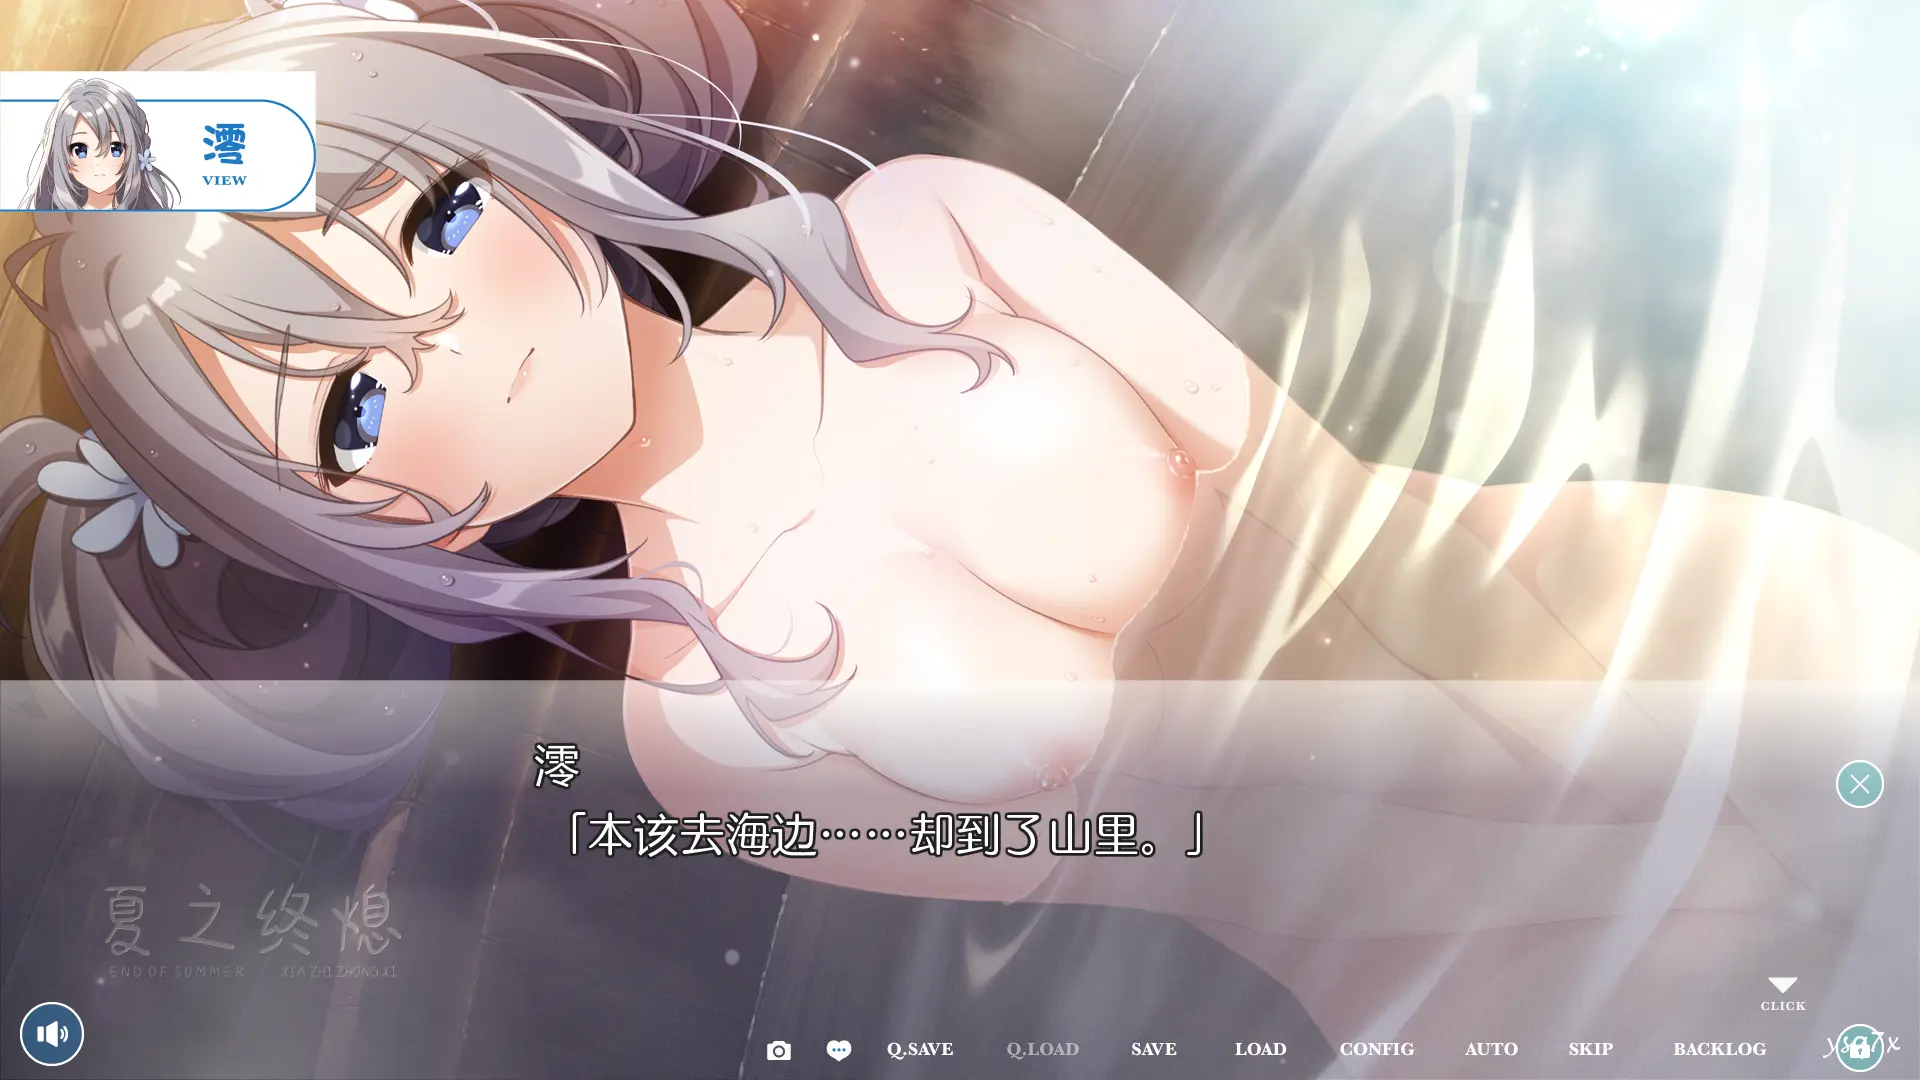 澪
VIEW
澪
「本该去海边……却到了山里。」
夏之终熄
END OF SUMMER XIA ZHI ZHONG XI
CLICK
Q.SAVE Q.LOAD SAVE LOAD CONFIG AUTO SKIP BACKLOG